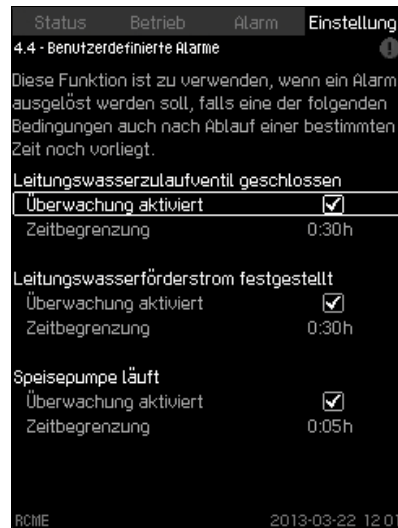 Status Betrieb Alarm Einstellung
4.4 - Benutzerdefinierte Alarme
Diese Funktion ist zu verwenden, wenn ein Alarm
ausgelöst werden soll, falls eine der folgenden
Bedingungen auch nach Ablauf einer bestimmten
Zeit noch vorliegt.
Leitungswasserzulaufventil geschlossen
Überwachung aktiviert
Zeitbegrenzung 0:30h
Leitungswasserförderstrom festgestellt
Überwachung aktiviert
Zeitbegrenzung 0:30h
Speisepumpe läuft
Überwachung aktiviert
Zeitbegrenzung 0:05h
RCME 2013-03-22 12:01